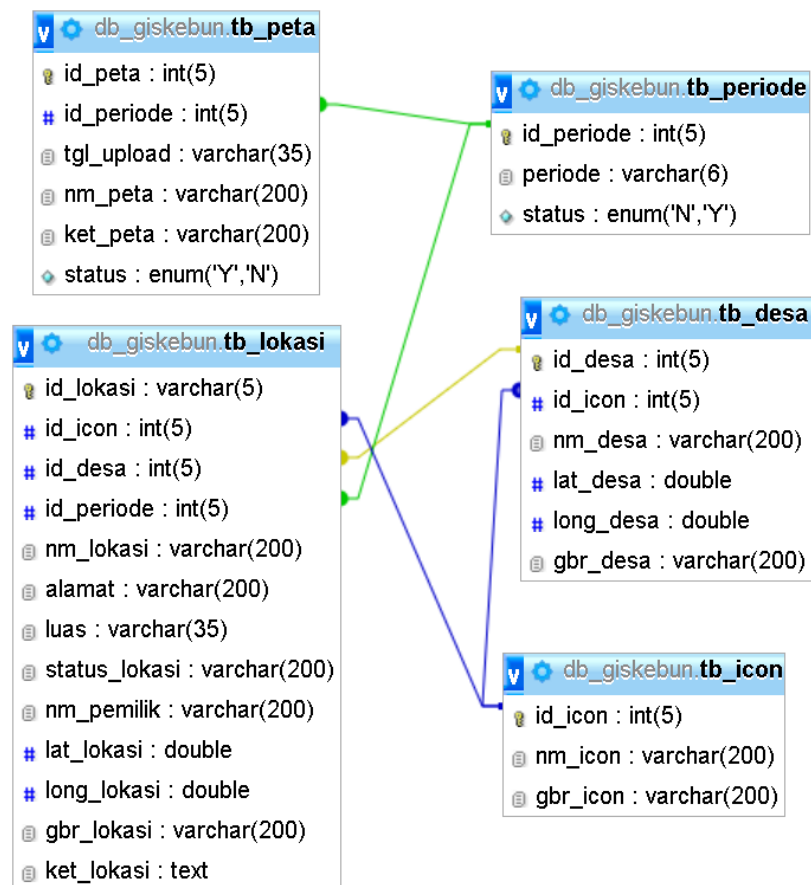 v db_giskebun.tb_peta
id_peta : int(5)
# id_periode : int(5)
tgl_upload : varchar(35)
nm_peta : varchar(200)
ket_peta : varchar(200)
status : enum('Y','N')
v db_giskebun.tb_periode
id_periode : int(5)
periode : varchar(6)
status : enum('N','Y')
v db_giskebun.tb_lokasi
id_lokasi : varchar(5)
# id_icon : int(5)
# id_desa : int(5)
# id_periode : int(5)
nm_lokasi : varchar(200)
alamat : varchar(200)
luas : varchar(35)
status_lokasi : varchar(200)
nm_pemilik : varchar(200)
# lat_lokasi : double
# long_lokasi : double
gbr_lokasi : varchar(200)
ket_lokasi : text
v db_giskebun.tb_desa
id_desa : int(5)
# id_icon : int(5)
nm_desa : varchar(200)
# lat_desa : double
# long_desa : double
gbr_desa : varchar(200)
v db_giskebun.tb_icon
id_icon : int(5)
nm_icon : varchar(200)
gbr_icon : varchar(200)